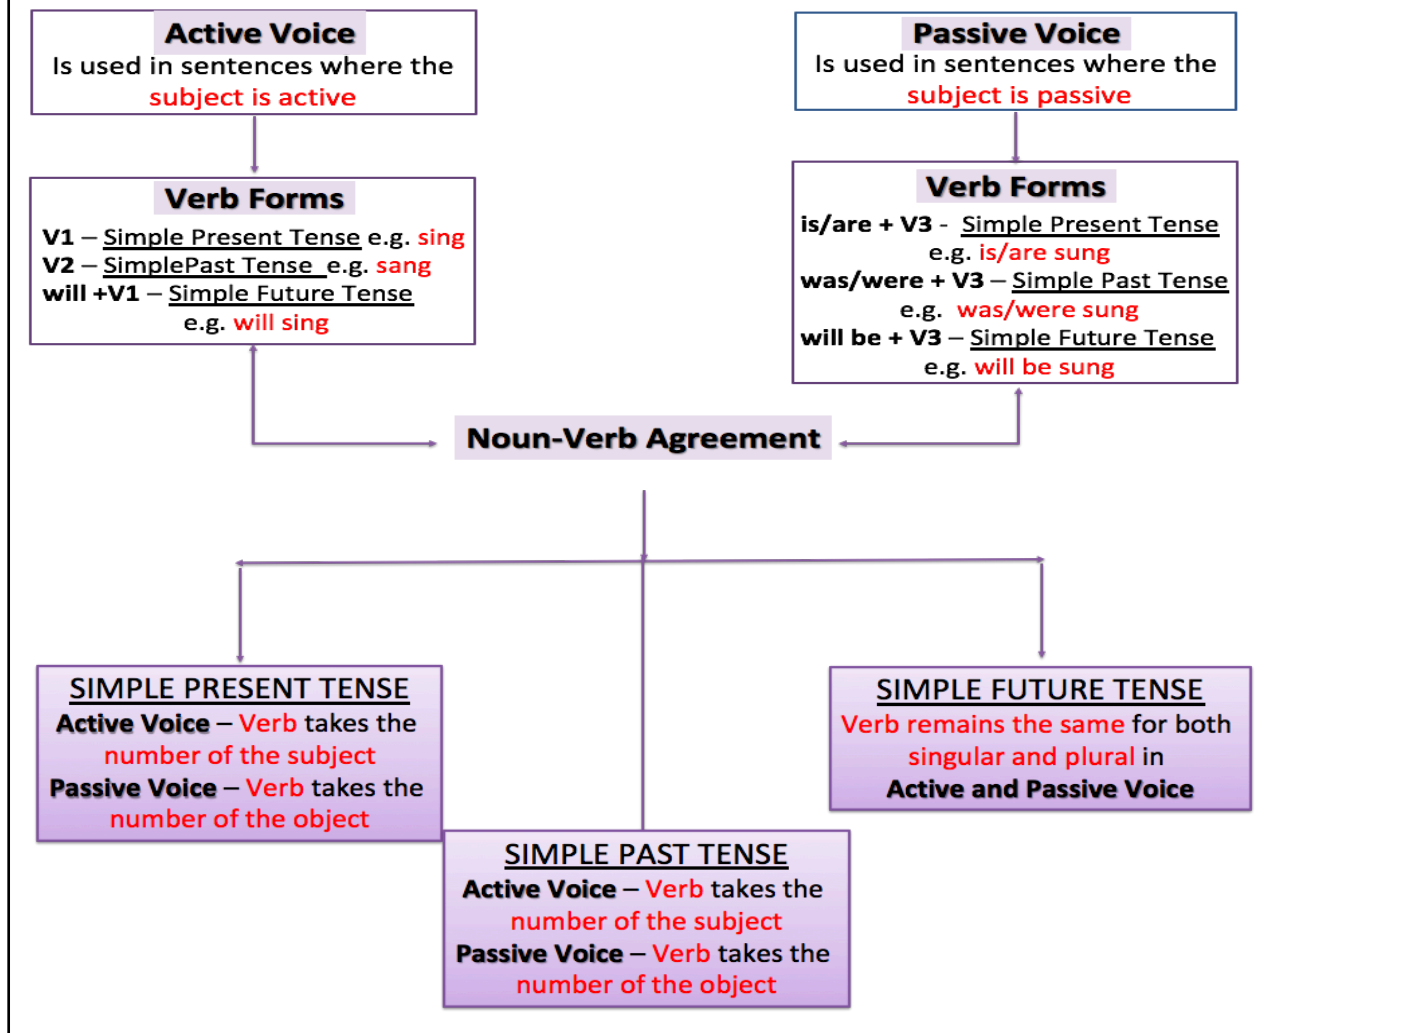 Active Voice
Is used in sentences where the
subject is active
Passive Voice
Is used in sentences where the
subject is passive
Verb Forms
V1 – Simple Present Tense e.g. sing
V2 – SimplePast Tense e.g. sang
will +V1 – Simple Future Tense
e.g. will sing
Verb Forms
is/are + V3 - Simple Present Tense
e.g. is/are sung
was/were + V3 – Simple Past Tense
e.g. was/were sung
will be + V3 – Simple Future Tense
e.g. will be sung
Noun-Verb Agreement
SIMPLE PRESENT TENSE
Active Voice – Verb takes the
number of the subject
Passive Voice – Verb takes the
number of the object
SIMPLE FUTURE TENSE
Verb remains the same for both
singular and plural in
Active and Passive Voice
SIMPLE PAST TENSE
Active Voice – Verb takes the
number of the subject
Passive Voice – Verb takes the
number of the object